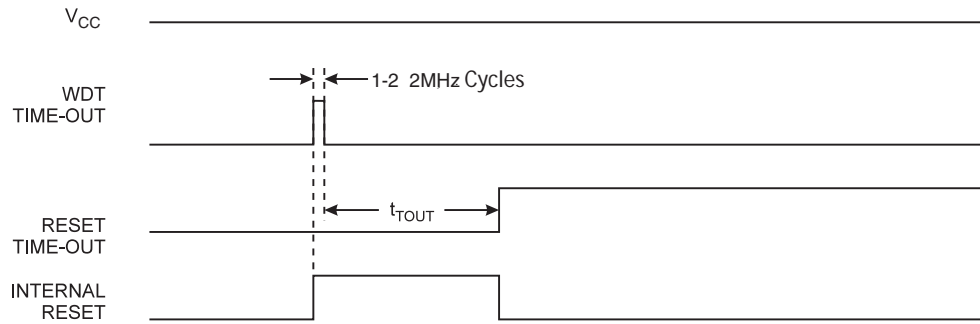 VCC
1-2 2MHz Cycles
WDT
TIME-OUT
tTOUT
RESET
TIME-OUT
INTERNAL
RESET